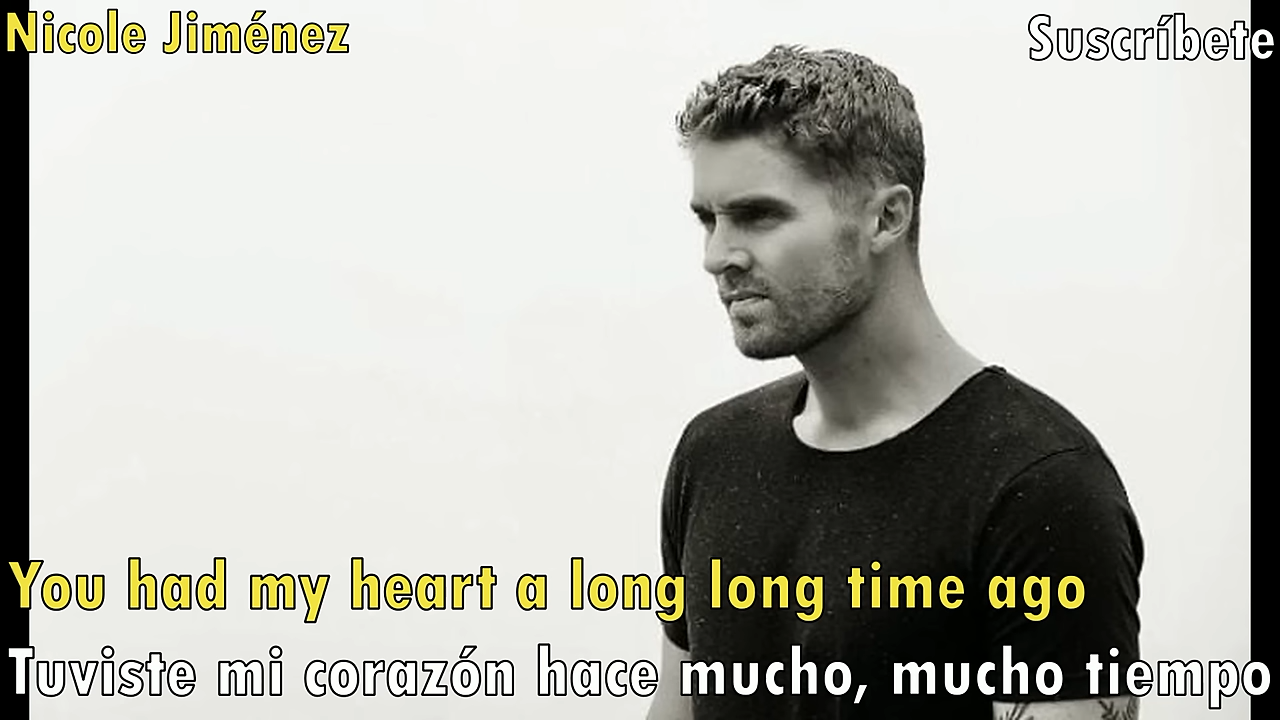 Nicole Jiménez
Suscríbete
You had my heart a long long time ago
Tuviste mi corazón hace mucho, mucho tiempo